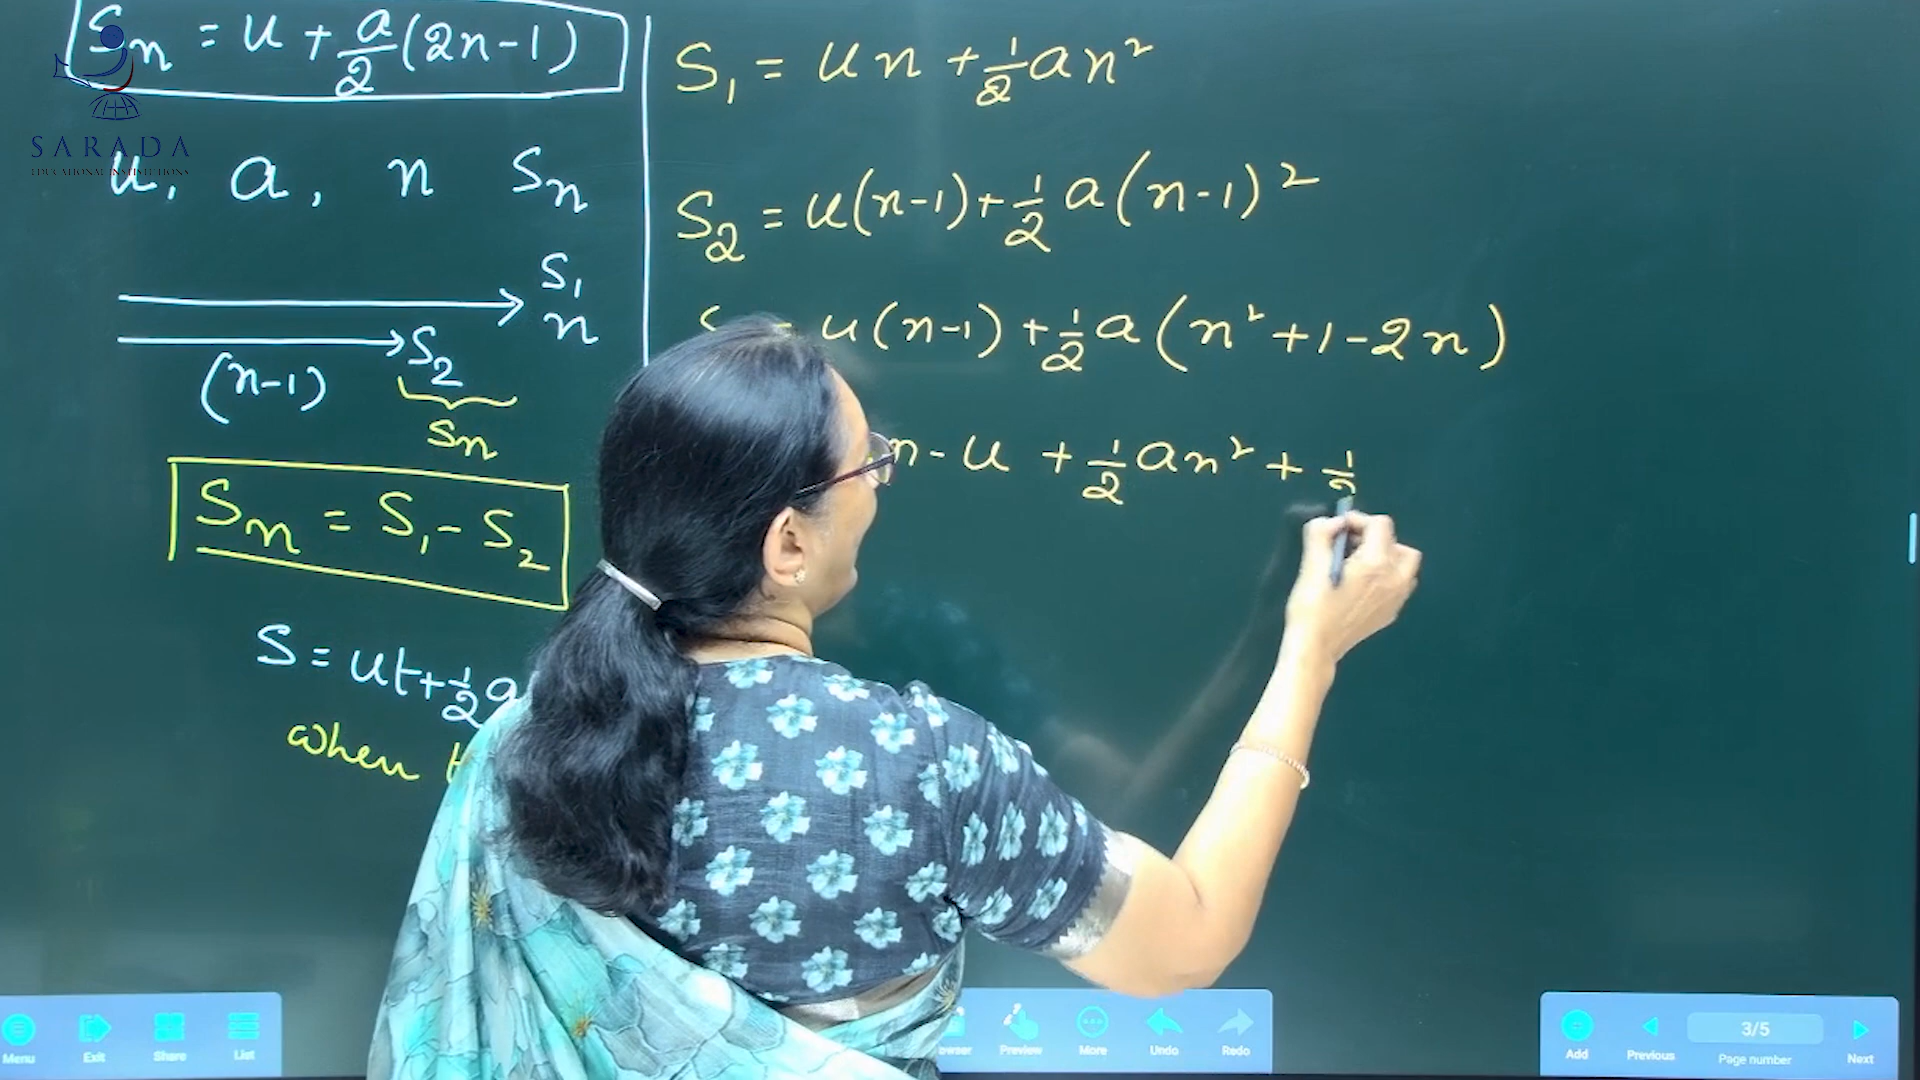 Sn = u + a/2 (2n-1)
SARADA
EDUCATIONAL INSTITUTIONS
u, a, n Sn
S₁
n
S₂
(n-1)
Sn
Sn = S₁ - S₂
S = ut + 1/2 a
when t
S₁ = un + 1/2 an²
S₂ = u(n-1) + 1/2 a (n-1)²
= u(n-1) + 1/2 a (n² + 1 - 2n)
n - u + 1/2 an² + 1/2
Menu
Exit
Share
List
Preview
More
Undo
Redo
Add
Previous
3/5
Page number
Next